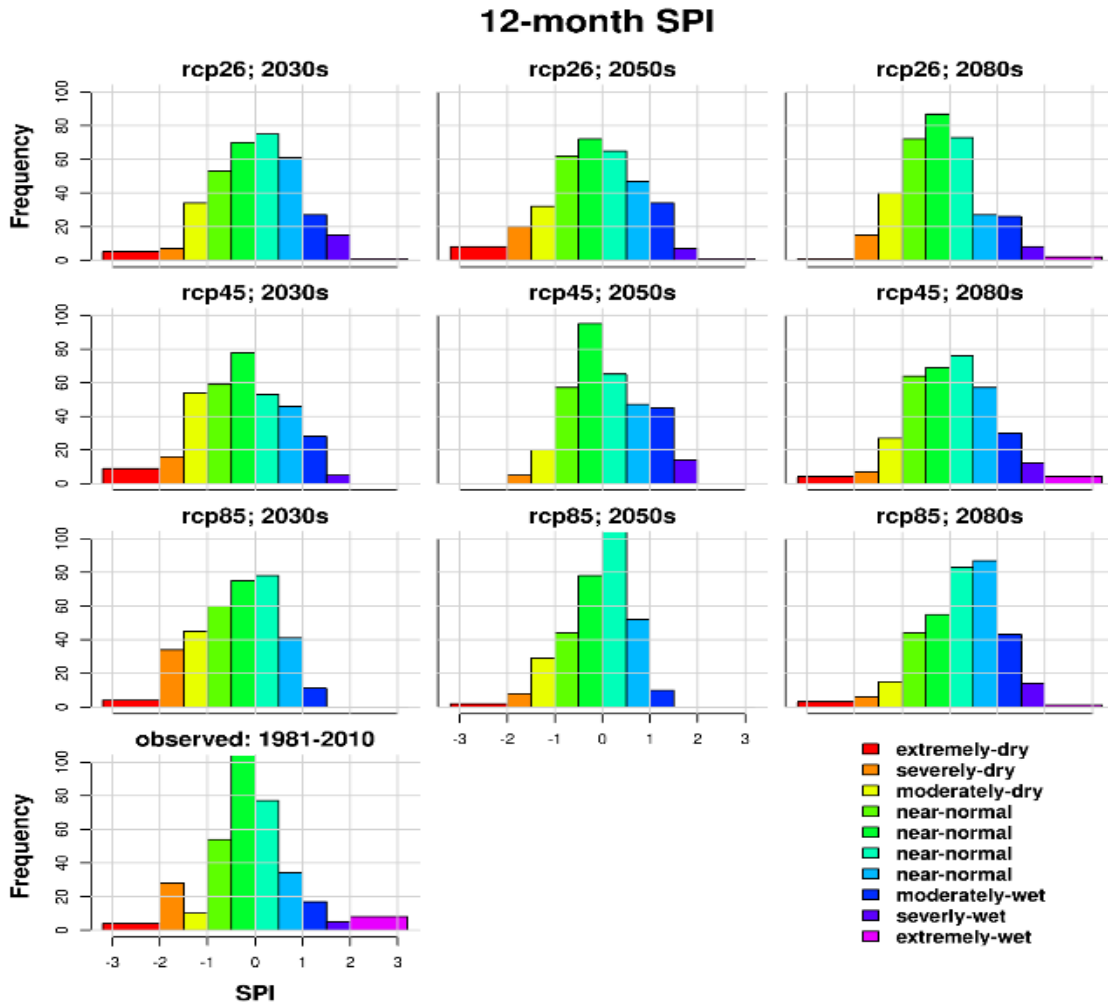 12-month SPI
rcp26; 2030s
rcp26; 2050s
rcp26; 2080s
Frequency
100
80
60
40
20
0
rcp45; 2030s
rcp45; 2050s
rcp45; 2080s
100
80
60
40
20
0
rcp85; 2030s
rcp85; 2050s
rcp85; 2080s
100
80
60
40
20
0
-3 -2 -1 0 1 2 3
observed: 1981-2010
Frequency
100
80
60
40
20
0
-3 -2 -1 0 1 2 3
SPI
extremely-dry
severely-dry
moderately-dry
near-normal
near-normal
near-normal
near-normal
moderately-wet
severly-wet
extremely-wet